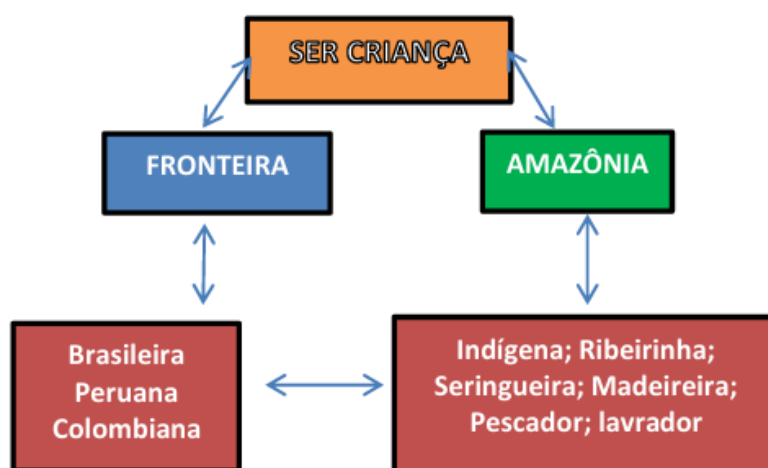 SER CRIANÇA
FRONTEIRA
AMAZÔNIA
Brasileira
Peruana
Colombiana
Indígena; Ribeirinha;
Seringueira; Madeireira;
Pescador; lavrador